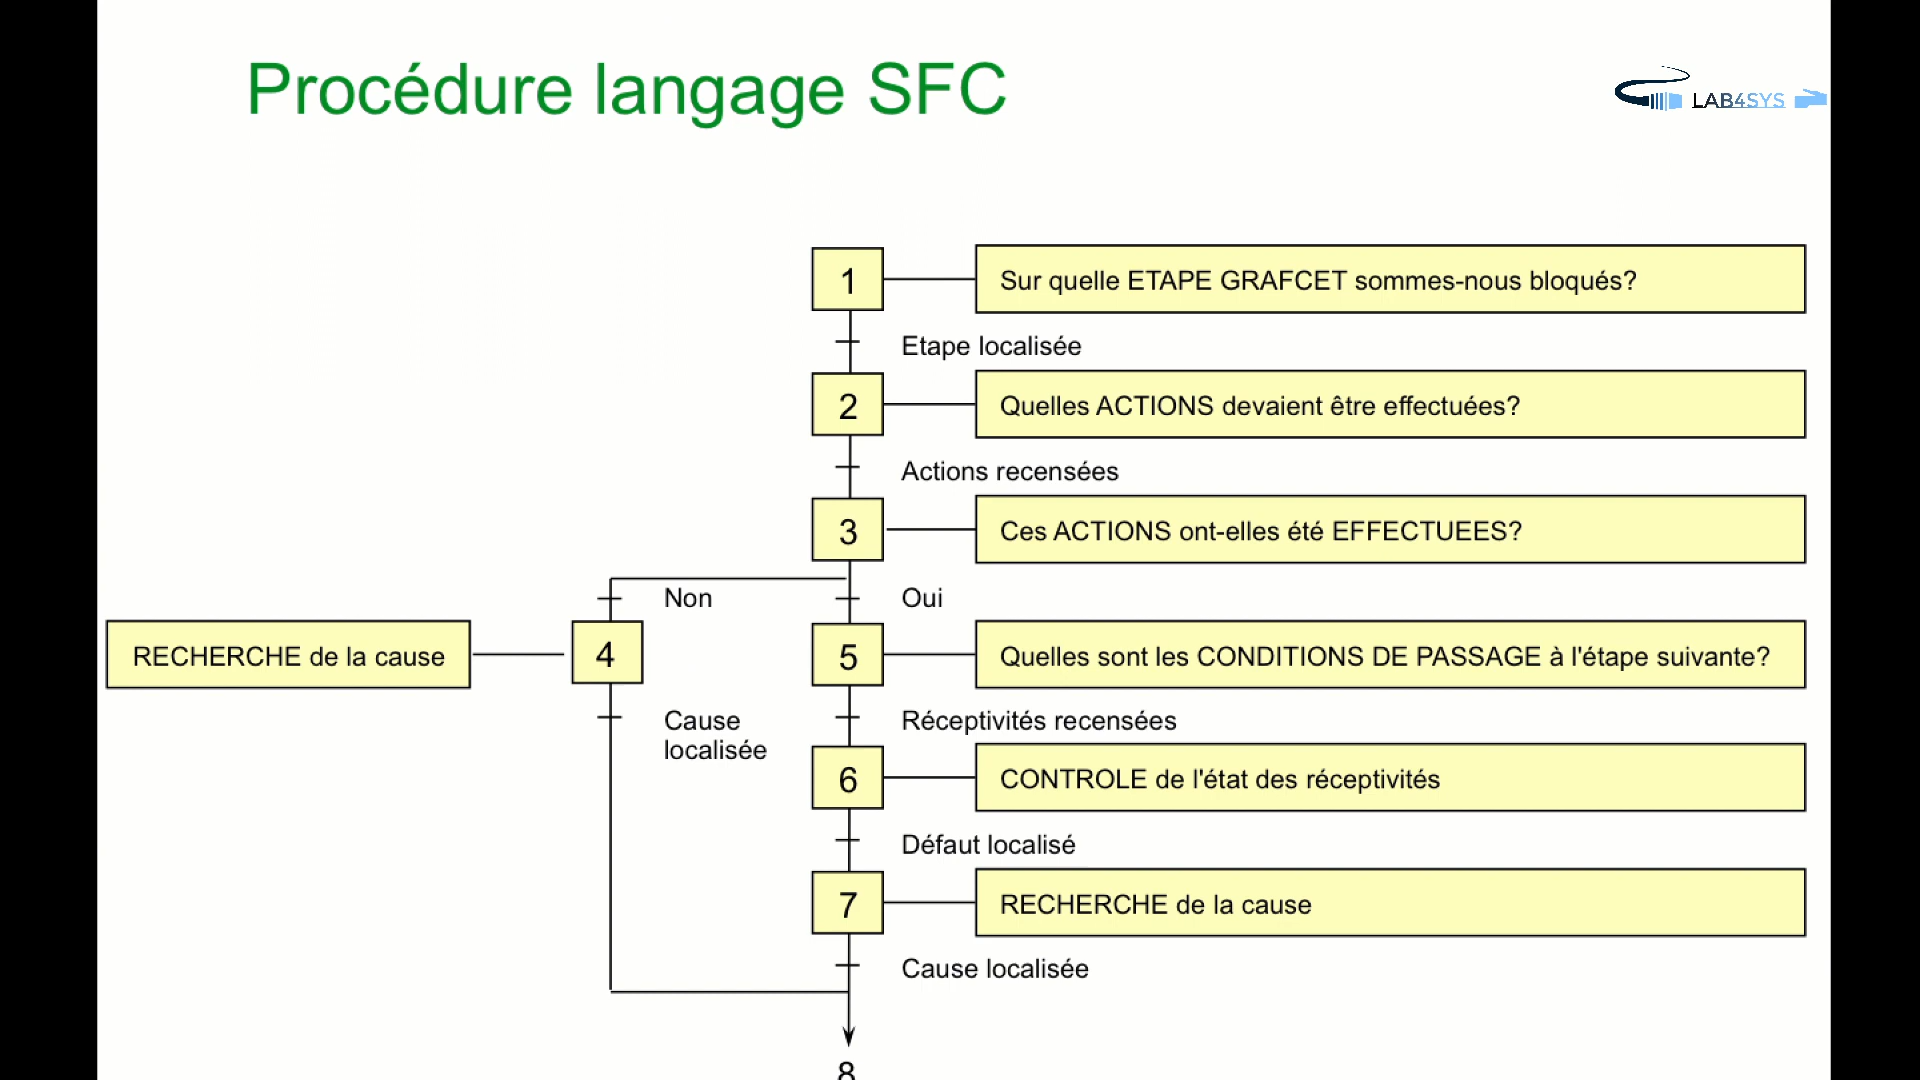 Procédure langage SFC
LAB4SYS
1
Sur quelle ETAPE GRAFCET sommes-nous bloqués?
Etape localisée
2
Quelles ACTIONS devaient être effectuées?
Actions recensées
3
Ces ACTIONS ont-elles été EFFECTUEES?
Non
Oui
RECHERCHE de la cause
4
5
Quelles sont les CONDITIONS DE PASSAGE à l'étape suivante?
Cause
localisée
Réceptivités recensées
6
CONTROLE de l'état des réceptivités
Défaut localisé
7
RECHERCHE de la cause
Cause localisée
8